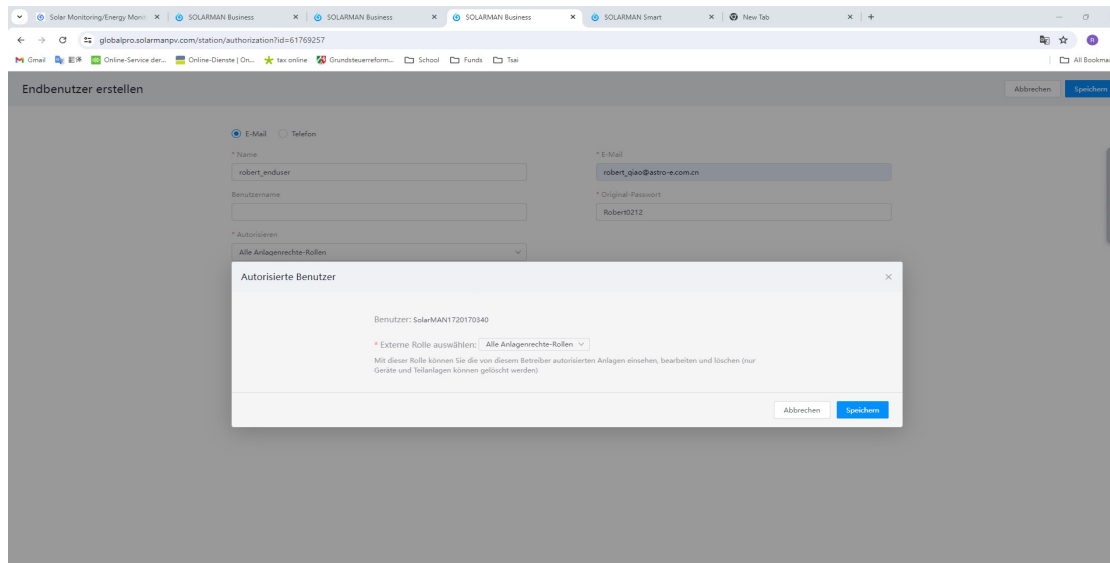 Solar Monitoring/Energy Monit
SOLARMAN Business
SOLARMAN Business
SOLARMAN Business
SOLARMAN Smart
New Tab
globalpro.solarmanpv.com/station/authorization?id=61769257
Gmail
翻译
Online-Service der...
Online-Dienste | On...
tax online
Grundsteuerreform...
School
Funds
Tsai
All Bookmar
Endbenutzer erstellen
Abbrechen
Speichern
E-Mail
Telefon
* Name
* E-Mail
robert_enduser
robert_qiao@astro-e.com.cn
Benutzername
* Original-Passwort
Robert0212
* Autorisieren
Alle Anlagenrechte-Rollen
Autorisierte Benutzer
Benutzer: SolarMAN1720170340
* Externe Rolle auswählen: Alle Anlagenrechte-Rollen
Mit dieser Rolle können Sie die von diesem Betreiber autorisierten Anlagen einsehen, bearbeiten und löschen (nur
Geräte und Teilanlagen können gelöscht werden)
Abbrechen
Speichern